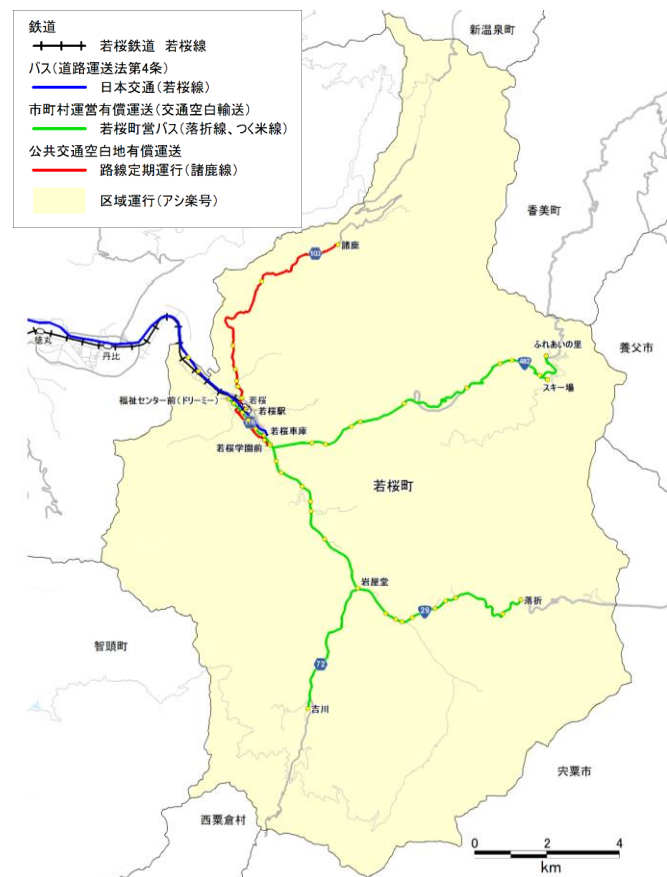 鉄道
若桜鉄道 若桜線
バス(道路運送法第4条)
日本交通(若桜線)
市町村運営有償運送(交通空白輸送)
若桜町営バス(落折線、つく米線)
公共交通空白地有償運送
路線定期運行(諸鹿線)
区域運行(アシ楽号)
新温泉町
香美町
諸鹿
103
養父市
ふれあいの里
482
スキー場
徳丸
丹比
福祉センター前(ドリーミー)
若桜
若桜駅
若桜車庫
若桜学園前
若桜町
岩屋堂
落折
29
智頭町
72
吉川
宍粟市
西粟倉村
0 2 4
km